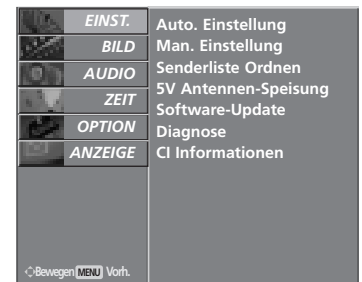 EINST.
BILD
AUDIO
ZEIT
OPTION
ANZEIGE
Auto. Einstellung
Man. Einstellung
Senderliste Ordnen
5V Antennen-Speisung
Software-Update
Diagnose
CI Informationen
Bewegen MENU Vorh.